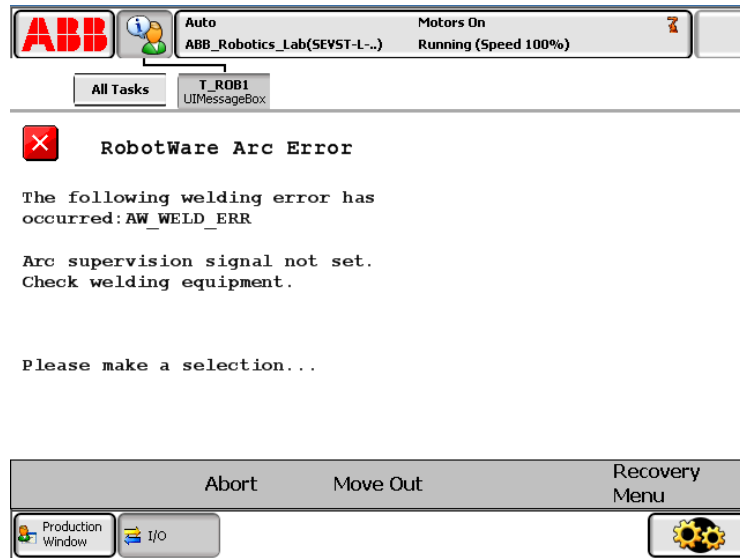 ABB
Auto Motors On
ABB_Robotics_Lab(SEVST-L-..) Running (Speed 100%)
All Tasks
T_ROB1
UIMessageBox
RobotWare Arc Error
The following welding error has
occurred:AW_WELD_ERR
Arc supervision signal not set.
Check welding equipment.
Please make a selection...
Abort Move Out Recovery
Menu
Production
Window
I/O